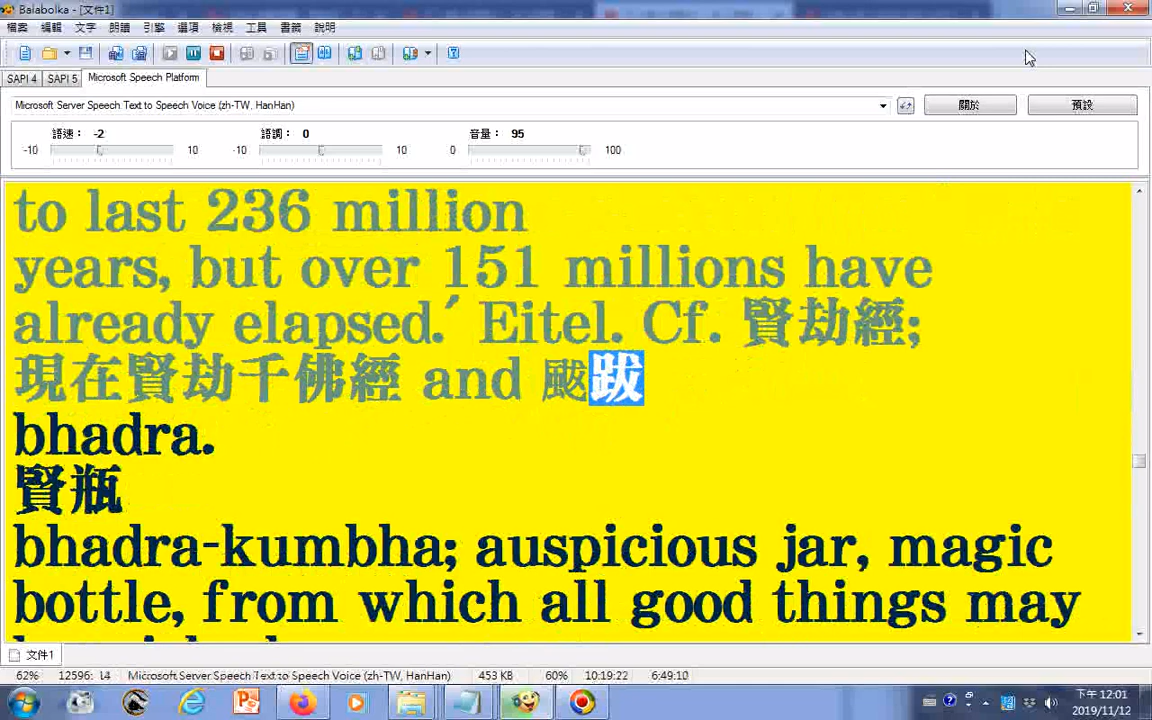 Balabolka - [文件1]
檔案 編輯 文字 朗讀 引擎 選項 檢視 工具 書籤 說明
SAPI 4 SAPI 5 Microsoft Speech Platform
Microsoft Server Speech Text to Speech Voice (zh-TW, HanHan) 關於 預設
語速： -2 語調： 0 音量： 95
-10 10 -10 10 0 100
to last 236 million
years, but over 151 millions have
already elapsed.´ Eitel. Cf. 賢劫經;
現在賢劫千佛經 and 颰跋
bhadra.
賢瓶
bhadra-kumbha; auspicious jar, magic
bottle, from which all good things may
文件1
62% 12596: 14 Microsoft Server Speech Text to Speech Voice (zh-TW, HanHan) 453 KB 60% 10:19:22 6:49:10
下午 12:01
2019/11/12